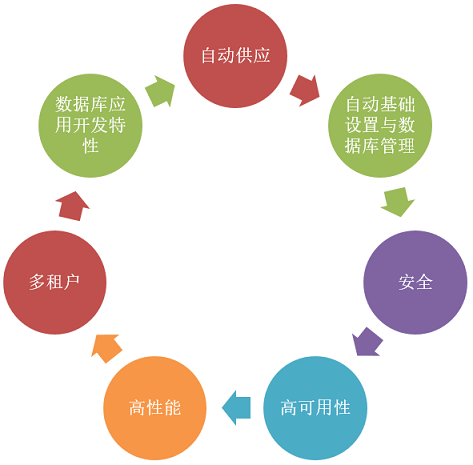 自动供应
自动基础
设置与数
据库管理
安全
高可用性
高性能
多租户
数据库应
用开发特
性